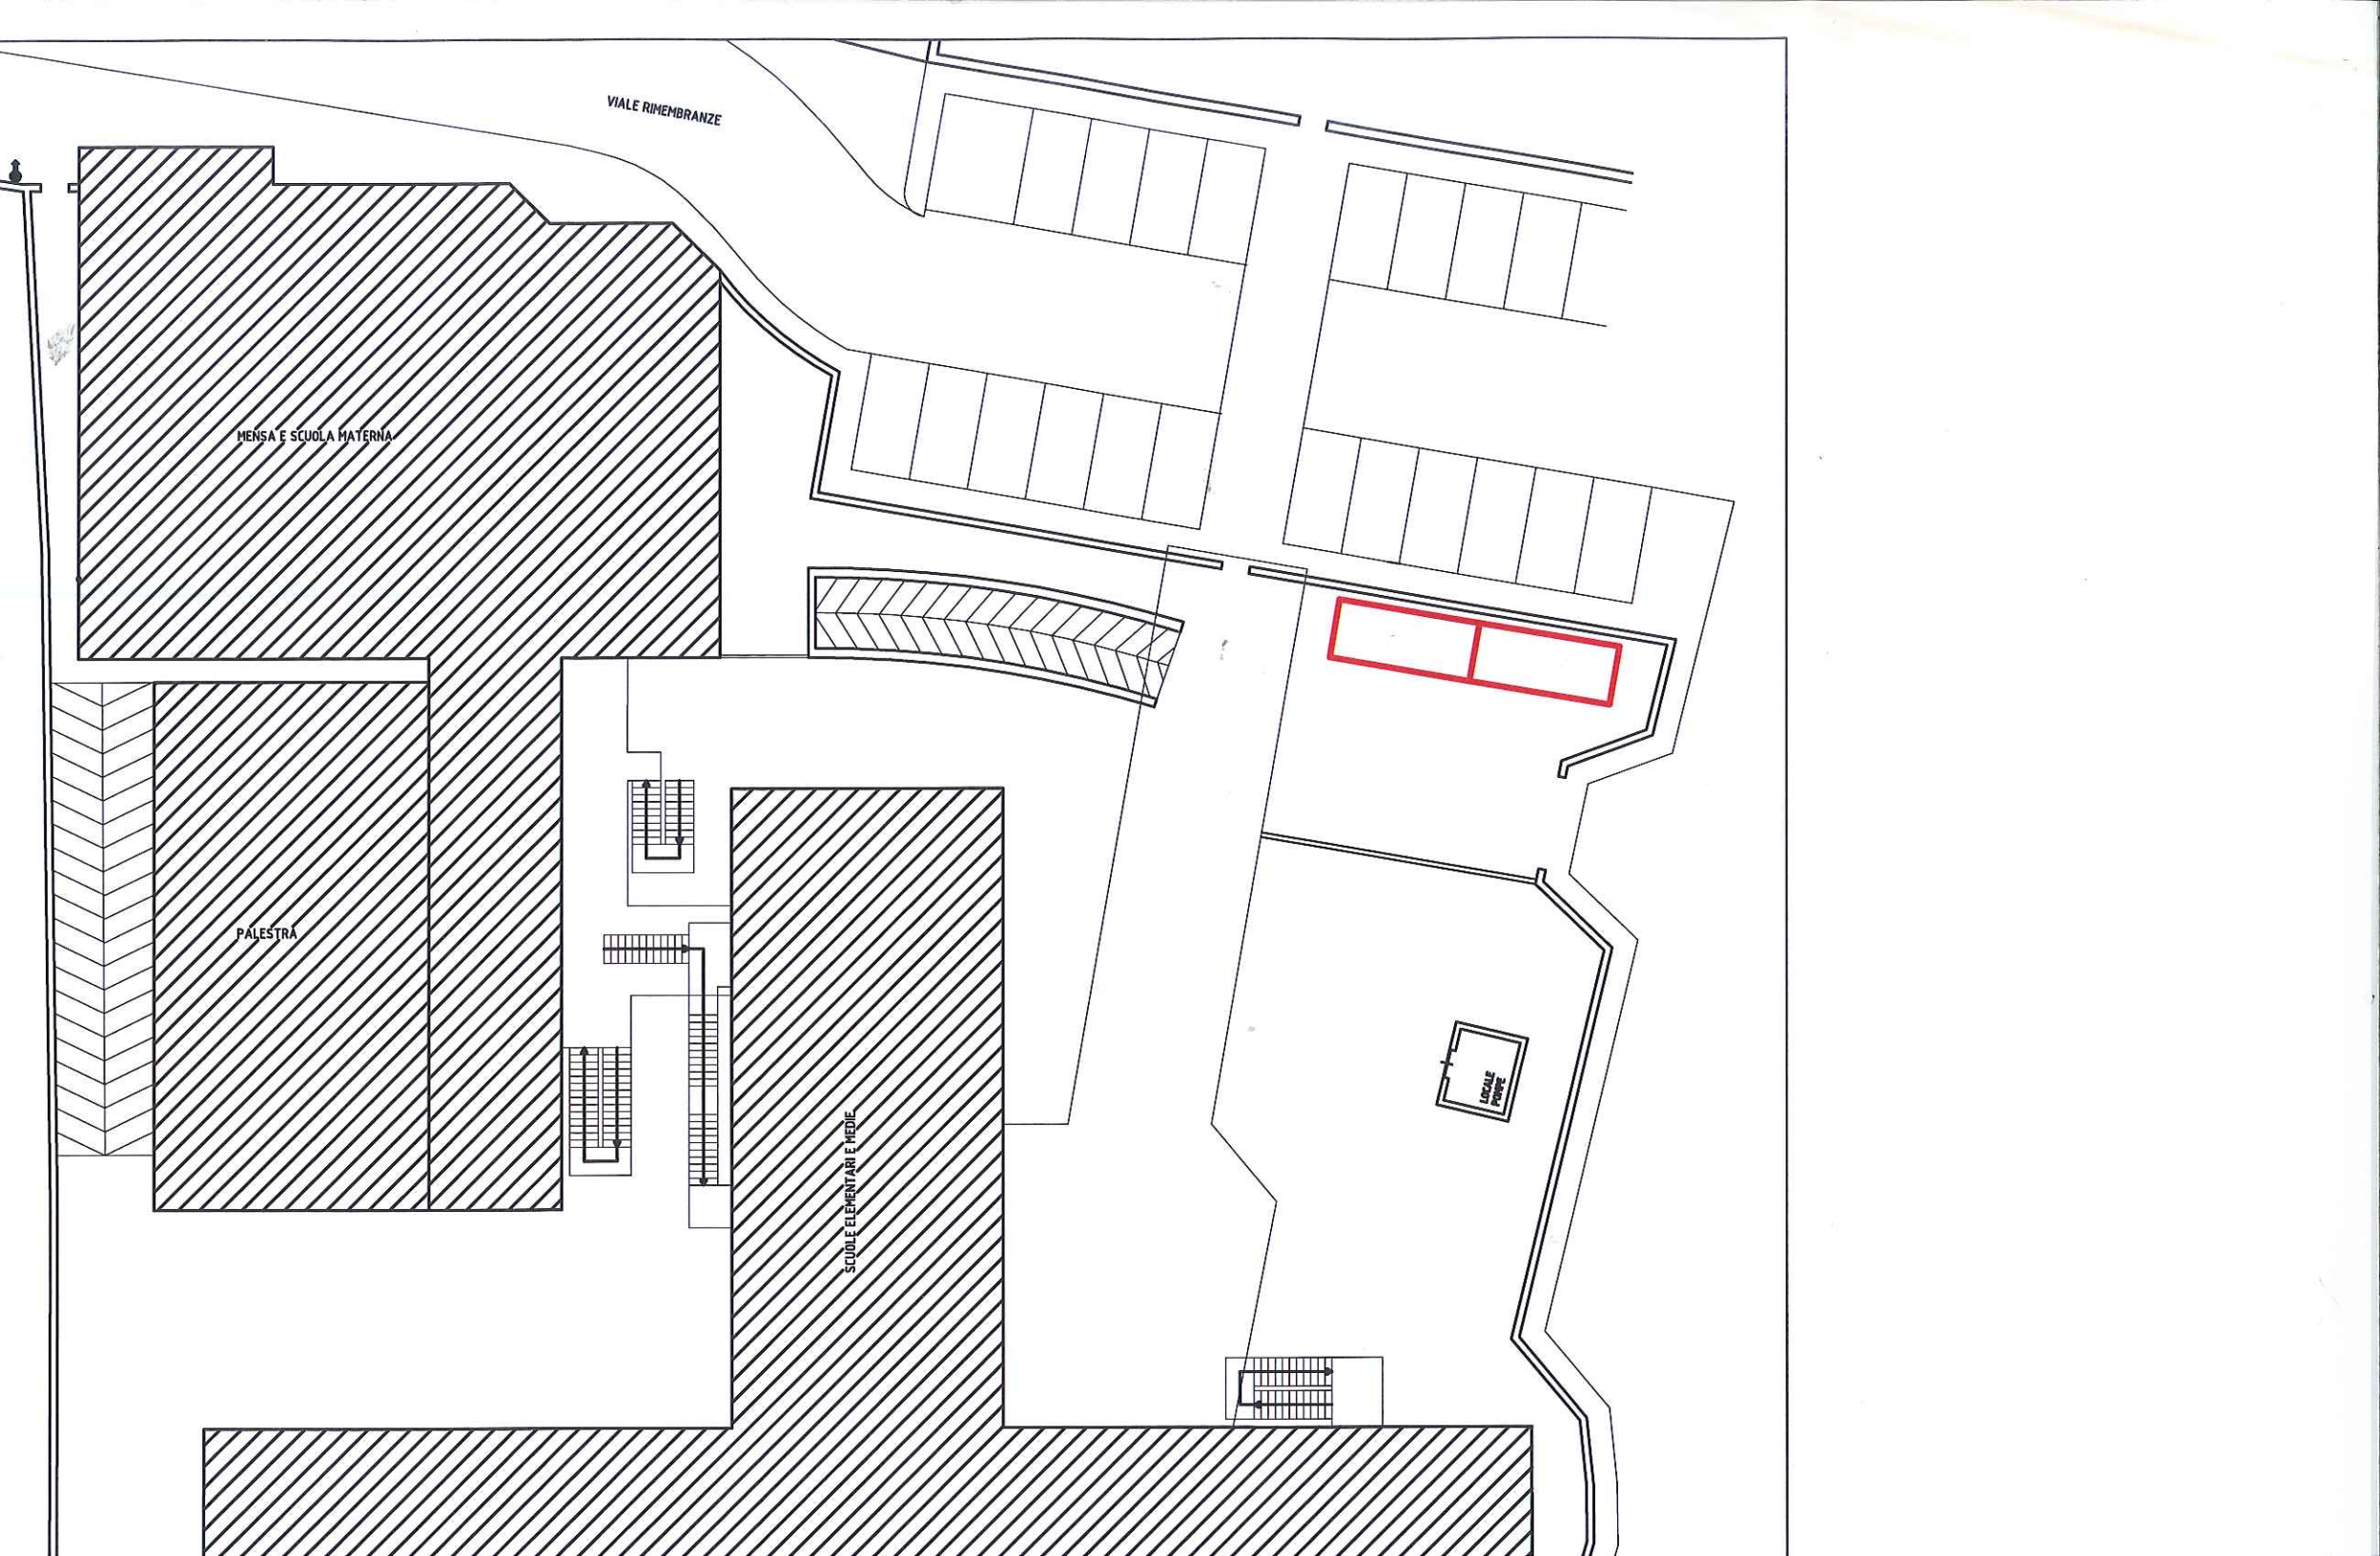 VIALE RIMEMBRANZE
MENSA E SCUOLA MATERNA
PALESTRA
SCUOLE ELEMENTARI E MEDIE
LOCALE
POMPE